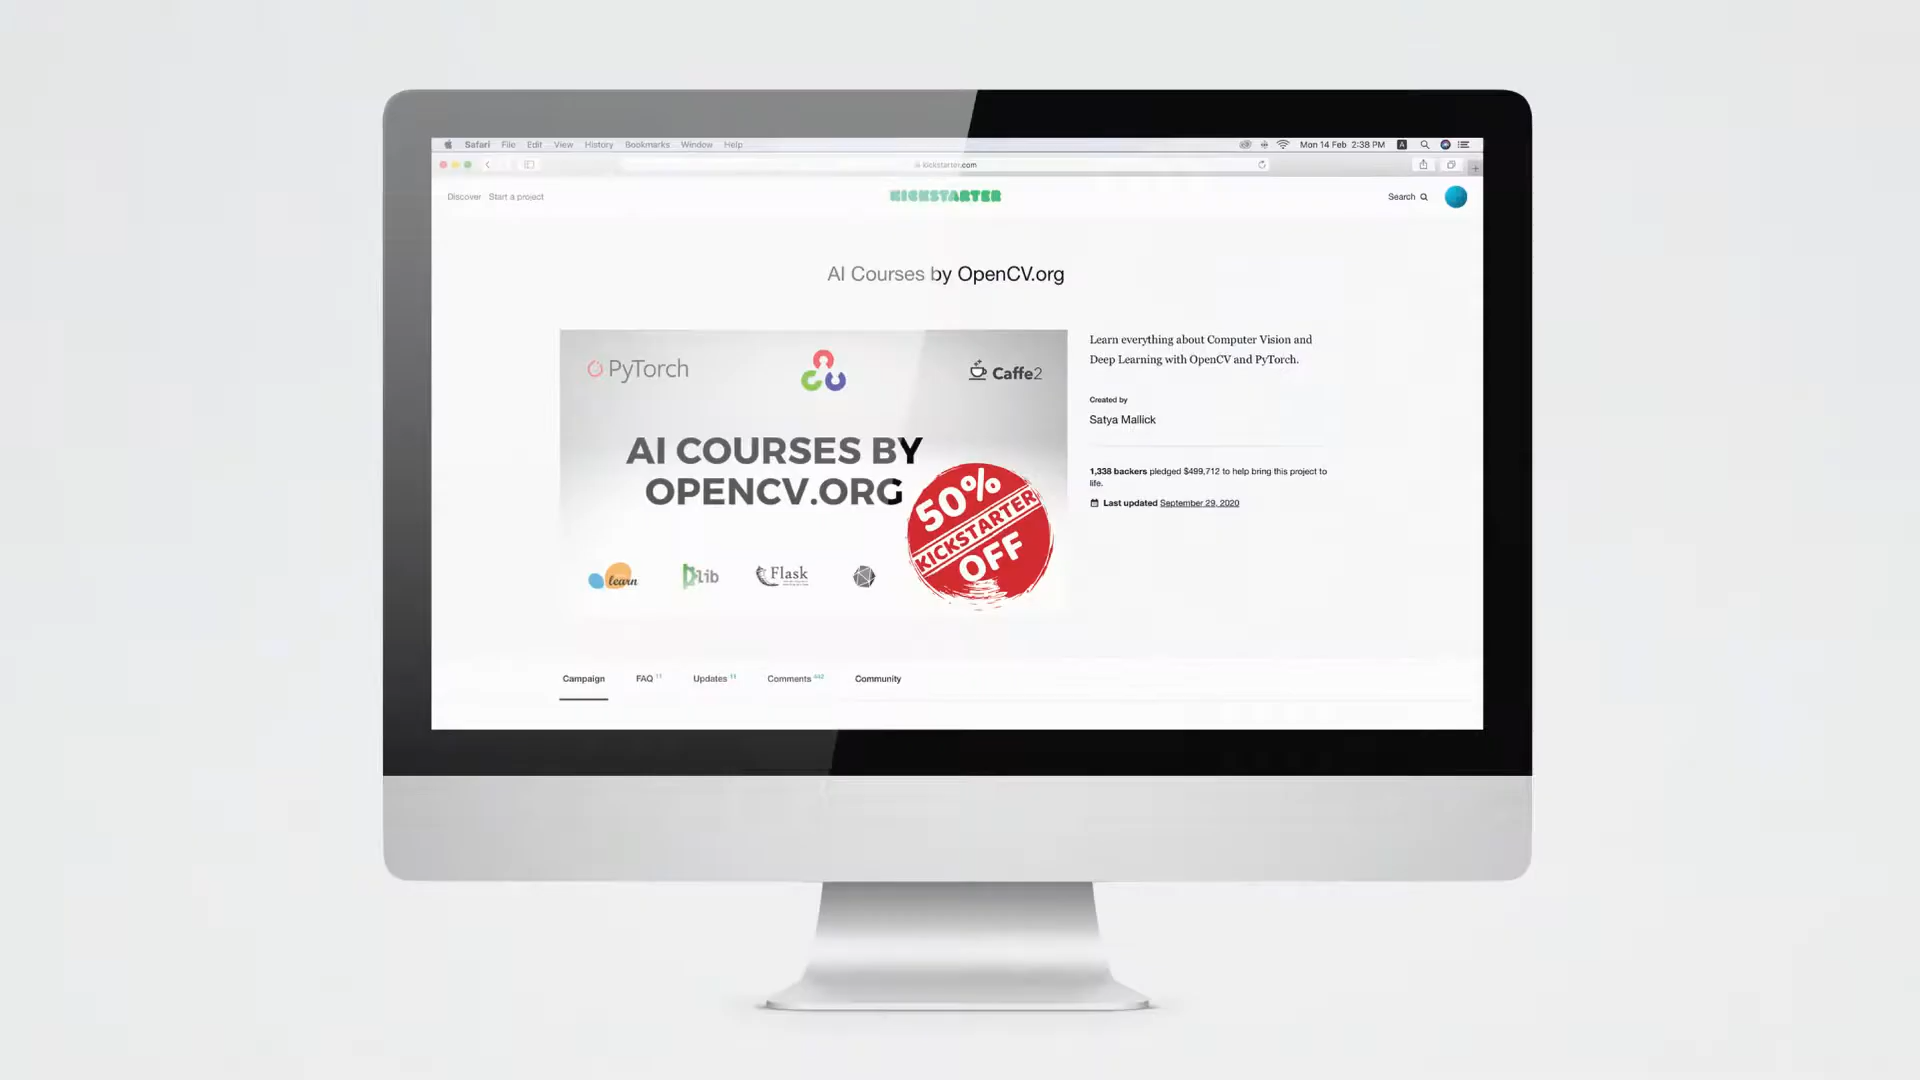 Safari File Edit View History Bookmarks Window Help
Mon 14 Feb 2:38 PM A
kickstarter.com
Discover Start a project
KICKSTARTER
Search
AI Courses by OpenCV.org
PyTorch
Caffe2
AI COURSES BY
OPENCV.ORG
50%
KICKSTARTER
OFF
learn
Dlib
Flask
Learn everything about Computer Vision and
Deep Learning with OpenCV and PyTorch.
Created by
Satya Mallick
1,338 backers pledged $499,712 to help bring this project to
life.
Last updated September 29, 2020
Campaign FAQ 11 Updates 11 Comments 442 Community